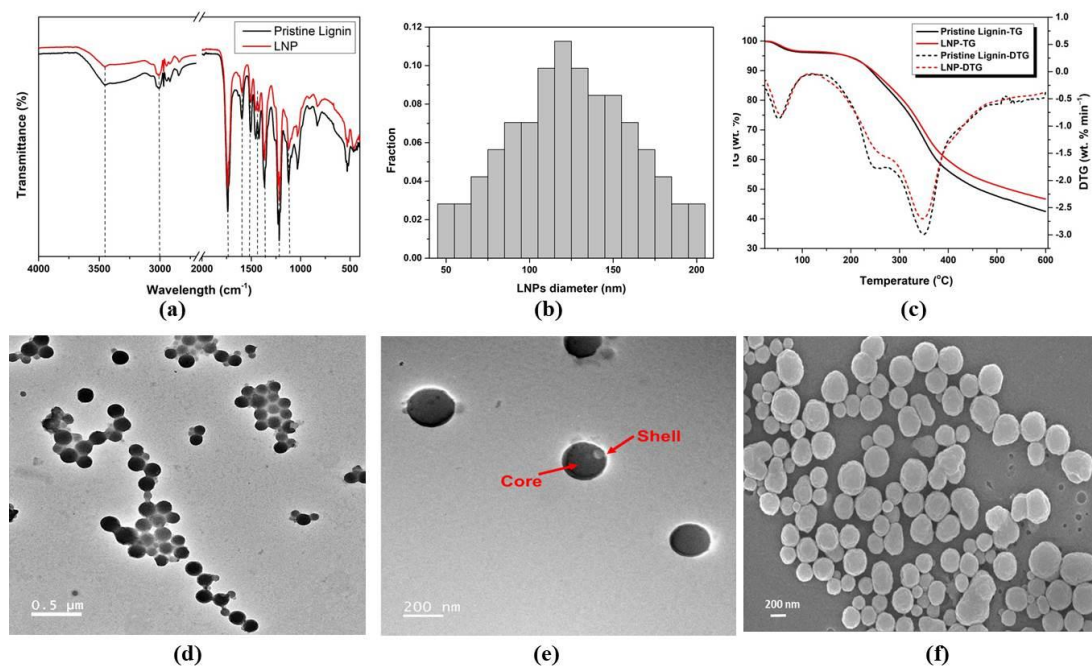 Pristine Lignin
LNP
Transmittance (%)
4000
3000
2000
1500
1000
500
Wavelength (cm-1)
(a)
0.12
0.10
0.08
0.06
0.04
0.02
0.00
Fraction
50
100
150
200
LNPs diameter (nm)
(b)
Pristine Lignin-TG
LNP-TG
Pristine Lignin-DTG
LNP-DTG
100
90
80
70
60
50
40
30
TG (wt. %)
1.0
0.5
0.0
-0.5
-1.0
-1.5
-2.0
-2.5
-3.0
DTG (wt. % min-1)
100
200
300
400
500
600
Temperature (oC)
(c)
0.5 μm
(d)
Shell
Core
200 nm
(e)
200 nm
(f)